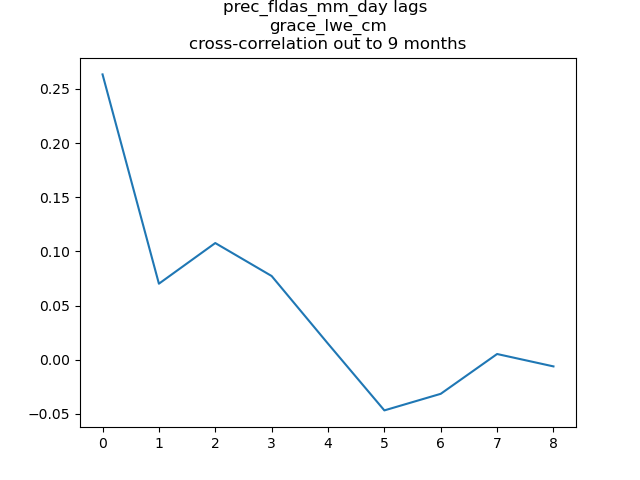 prec_fldas_mm_day lags
grace_lwe_cm
cross-correlation out to 9 months
0.25
0.20
0.15
0.10
0.05
0.00
−0.05
0 1 2 3 4 5 6 7 8